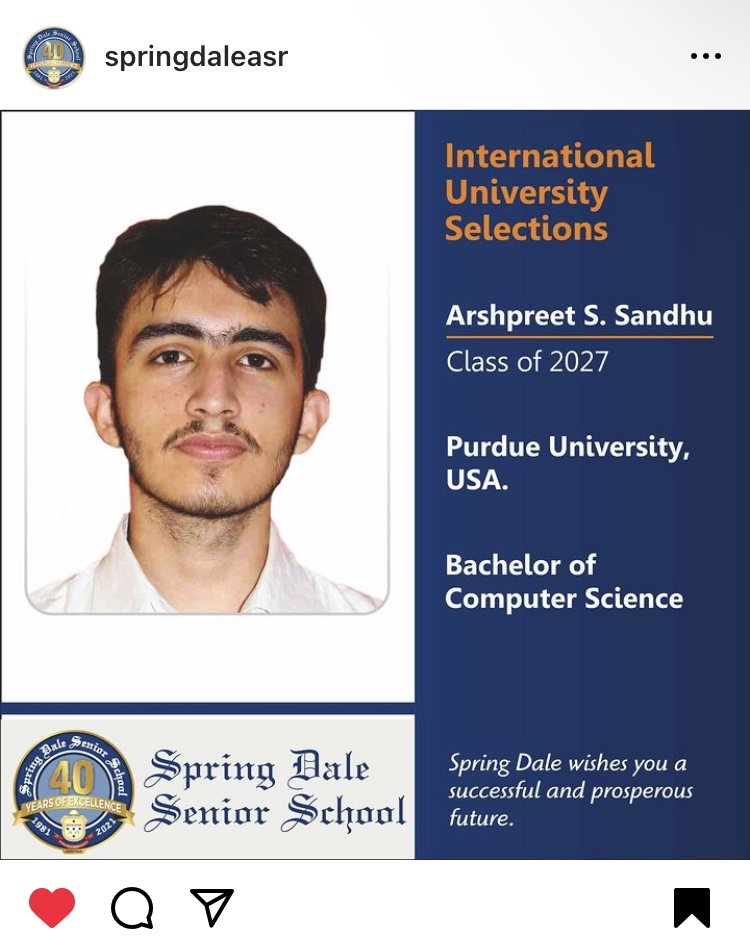 springdaleasr
International
University
Selections
Arshpreet S. Sandhu
Class of 2027
Purdue University,
USA.
Bachelor of
Computer Science
Spring Dale Senior School
40
YEARS OF EXCELLENCE
1981 2021
Spring Dale
Senior School
Spring Dale wishes you a
successful and prosperous
future.